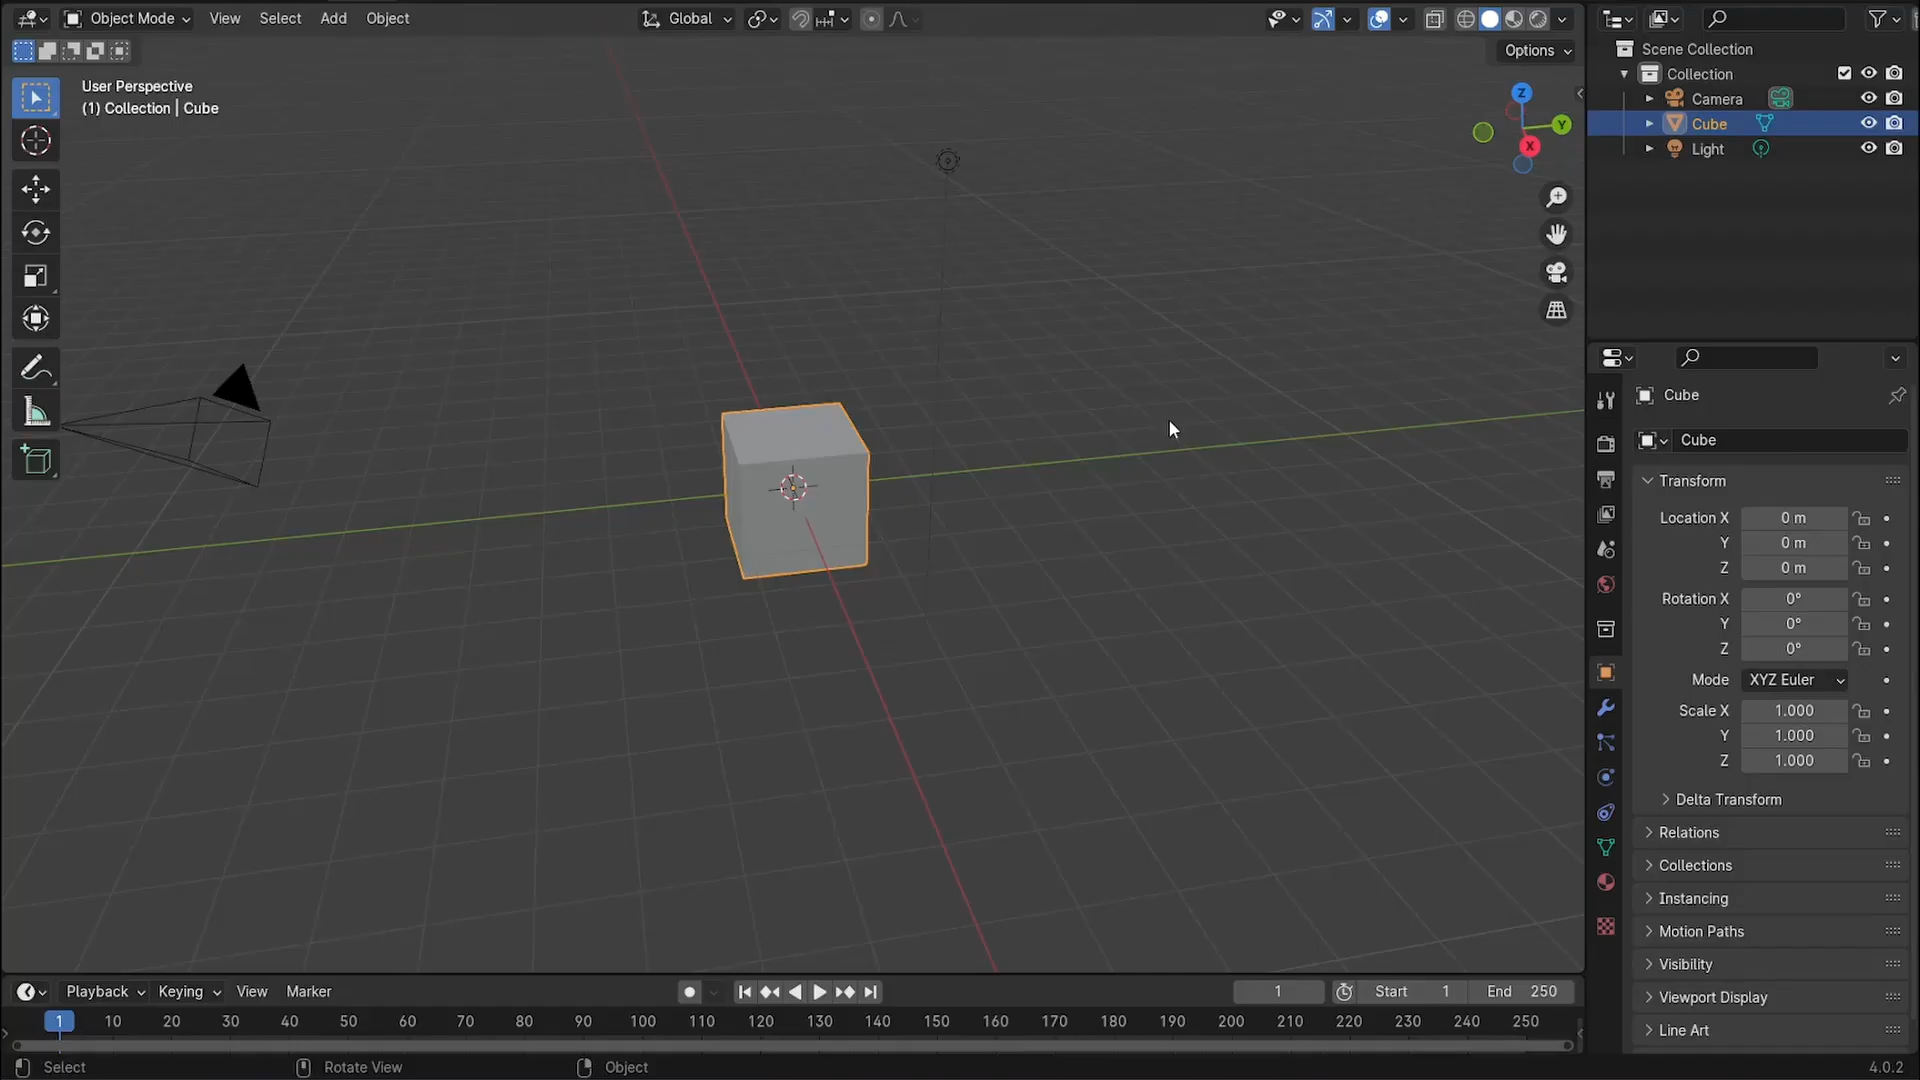 Object Mode View Select Add Object Global
Options
User Perspective
(1) Collection | Cube
Z
Y
X
Scene Collection
Collection
Camera
Cube
Light
Cube
Cube
Transform
Location X 0 m
Y 0 m
Z 0 m
Rotation X 0°
Y 0°
Z 0°
Mode XYZ Euler
Scale X 1.000
Y 1.000
Z 1.000
Delta Transform
Relations
Collections
Instancing
Motion Paths
Visibility
Viewport Display
Line Art
Playback Keying View Marker 1 Start 1 End 250
1 10 20 30 40 50 60 70 80 90 100 110 120 130 140 150 160 170 180 190 200 210 220 230 240 250
Select Rotate View Object 4.0.2